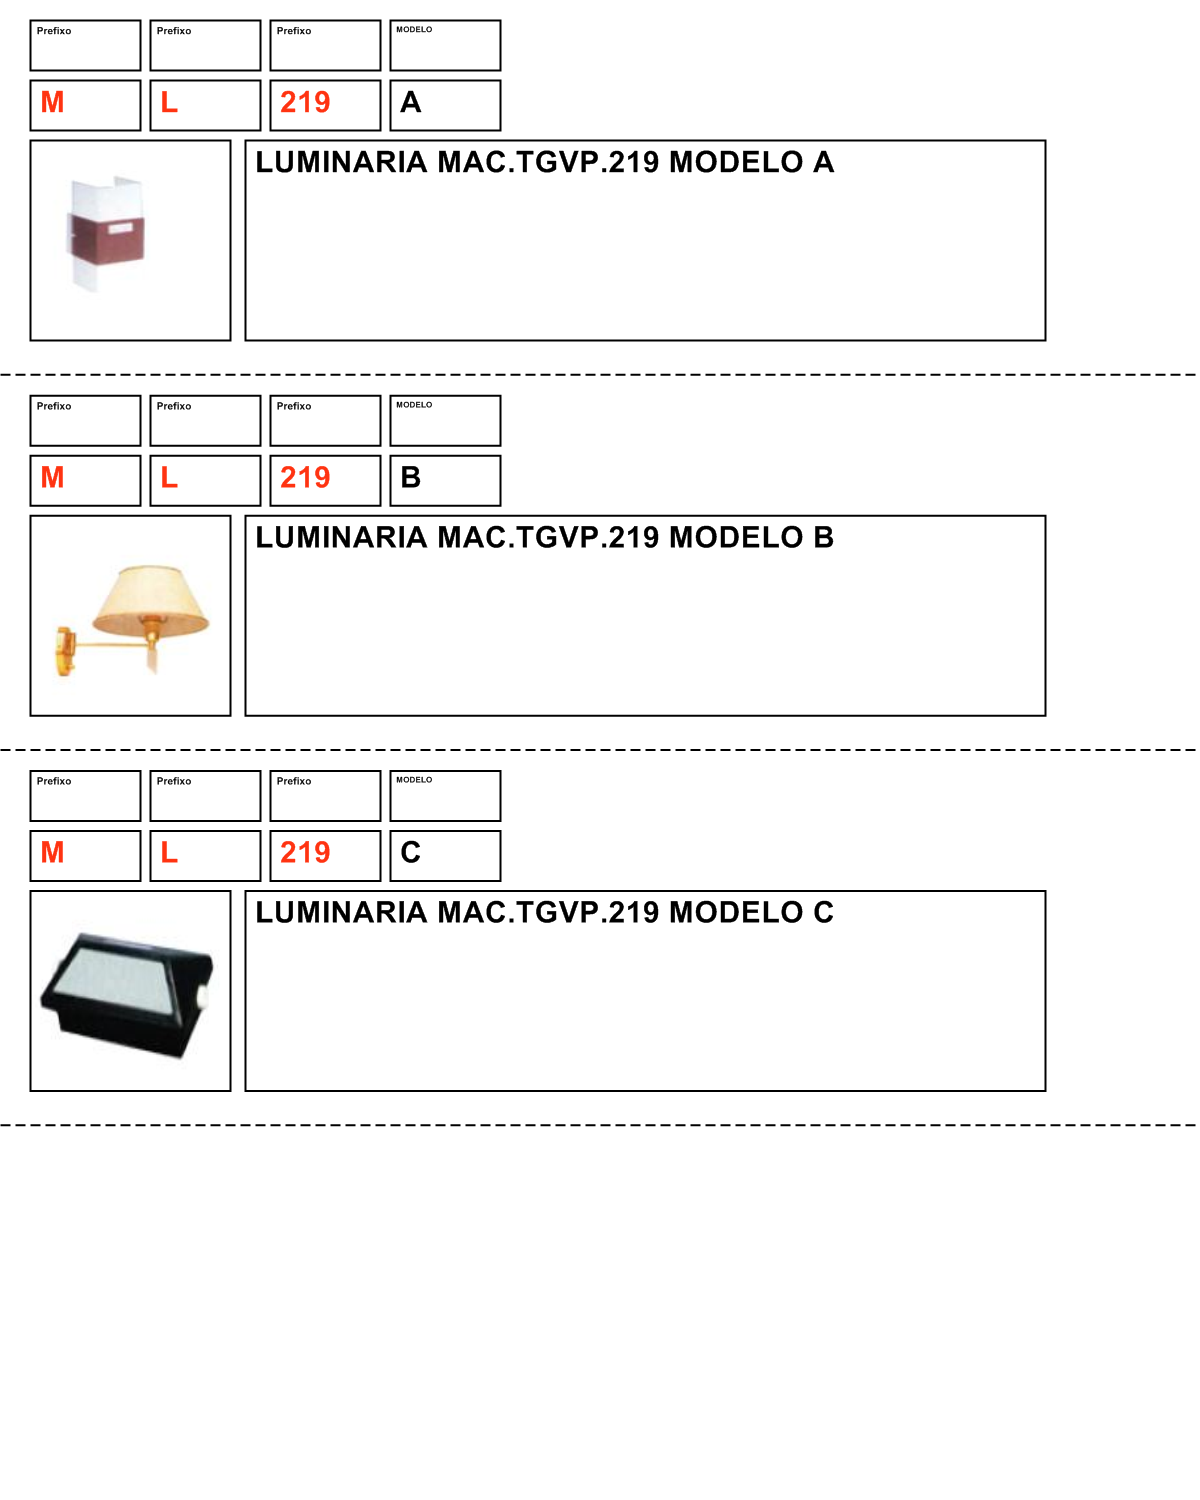 Prefixo Prefixo Prefixo MODELO
M L 219 A
LUMINARIA MAC.TGVP.219 MODELO A
Prefixo Prefixo Prefixo MODELO
M L 219 B
LUMINARIA MAC.TGVP.219 MODELO B
Prefixo Prefixo Prefixo MODELO
M L 219 C
LUMINARIA MAC.TGVP.219 MODELO C